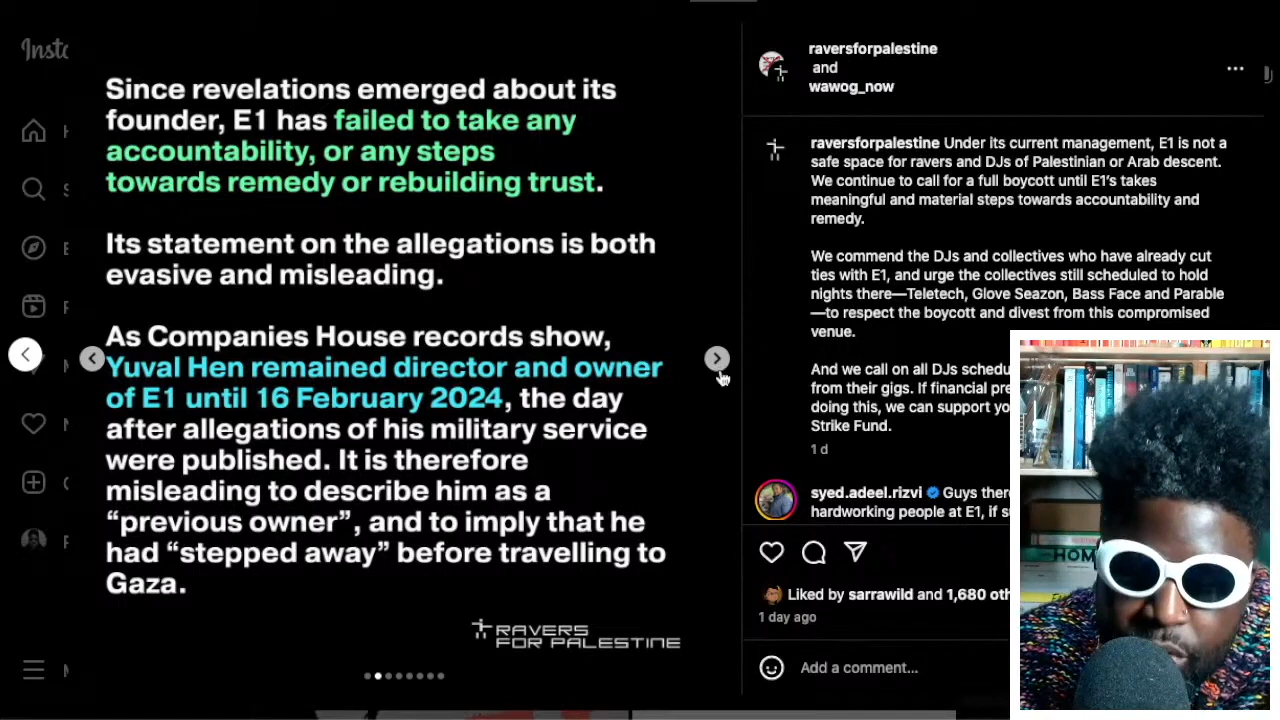 Insta
Since revelations emerged about its
founder, E1 has failed to take any
accountability, or any steps
towards remedy or rebuilding trust.
Its statement on the allegations is both
evasive and misleading.
As Companies House records show,
Yuval Hen remained director and owner
of E1 until 16 February 2024, the day
after allegations of his military service
were published. It is therefore
misleading to describe him as a
“previous owner”, and to imply that he
had “stepped away” before travelling to
Gaza.
RAVERS
FOR PALESTINE
raversforpalestine
and
wawog_now
raversforpalestine Under its current management, E1 is not a
safe space for ravers and DJs of Palestinian or Arab descent.
We continue to call for a full boycott until E1’s takes
meaningful and material steps towards accountability and
remedy.
We commend the DJs and collectives who have already cut
ties with E1, and urge the collectives still scheduled to hold
nights there—Teletech, Glove Seazon, Bass Face and Parable
—to respect the boycott and divest from this compromised
venue.
And we call on all DJs schedu
from their gigs. If financial pre
doing this, we can support yo
Strike Fund.
1 d
syed.adeel.rizvi Guys ther
hardworking people at E1, if s
Liked by sarrawild and 1,680 oth
1 day ago
Add a comment...
HOM